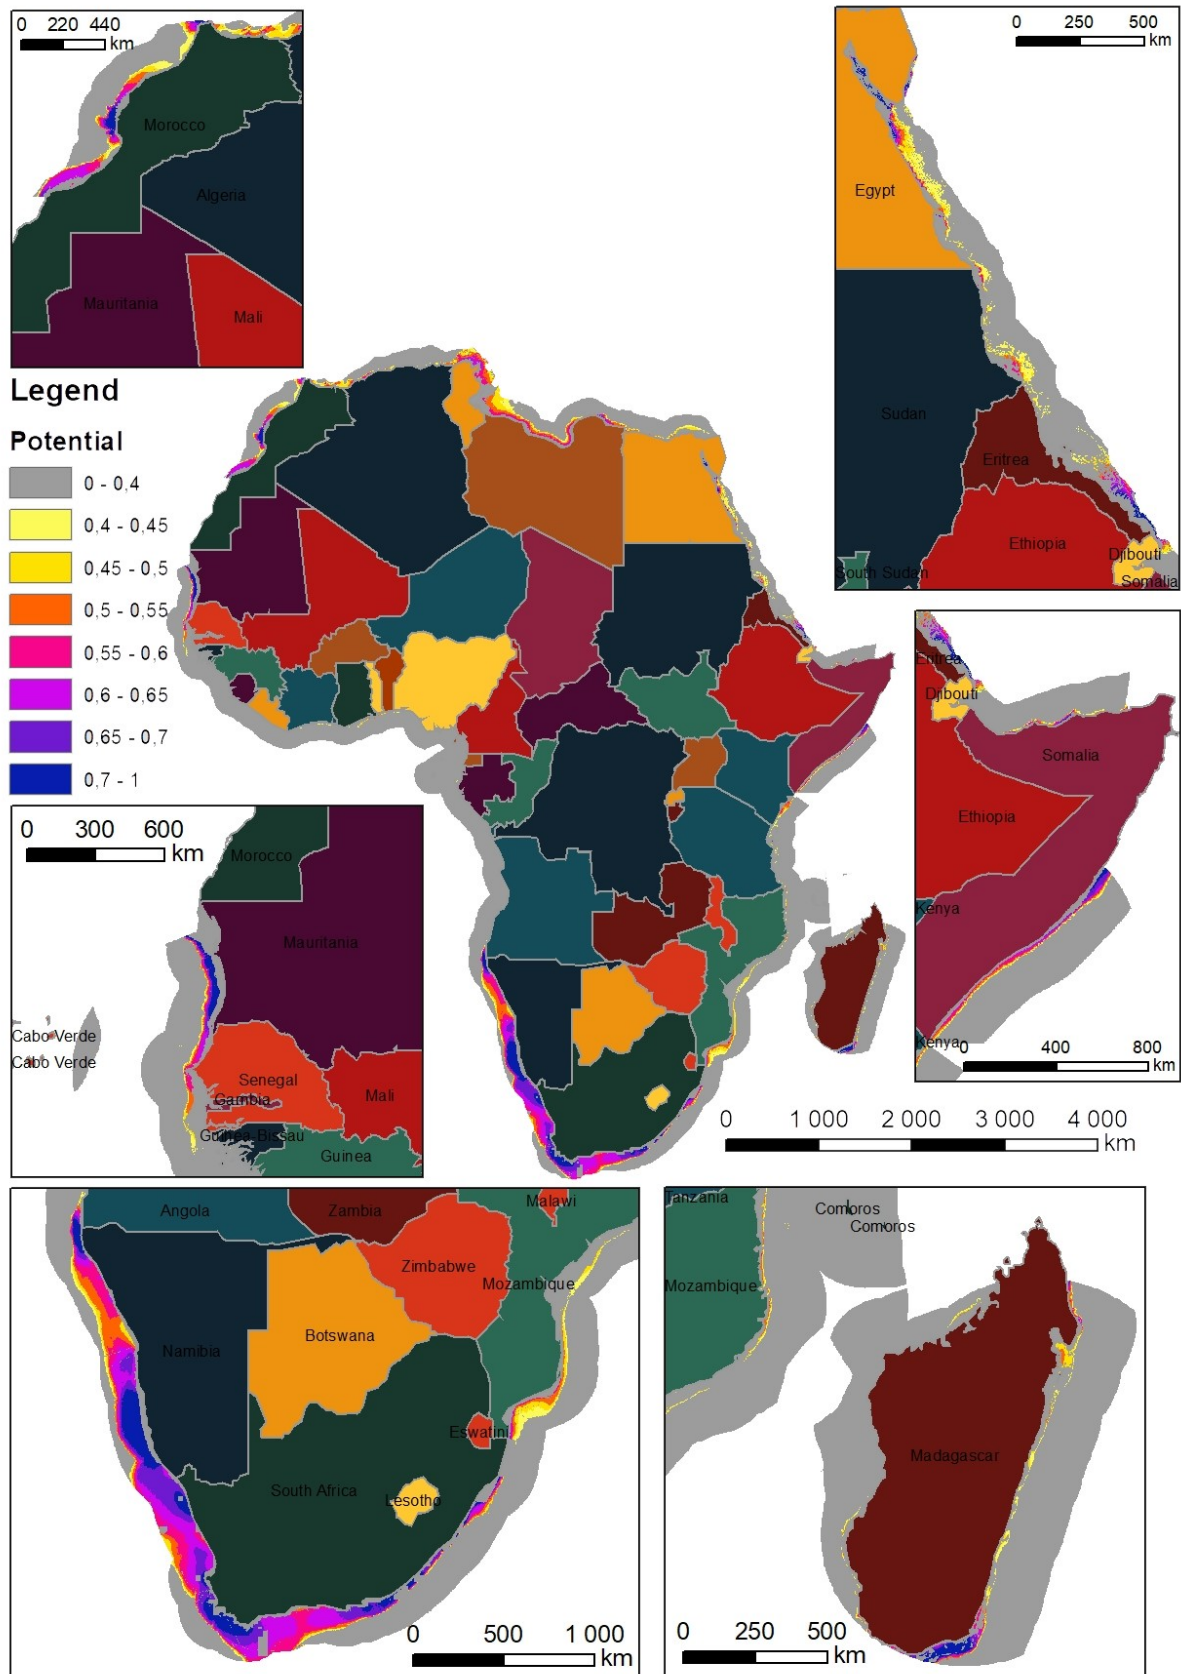 0 220 440
km
Morocco
Algeria
Mauritania
Mali
0 250 500
km
Egypt
Sudan
Eritrea
Ethiopia
Djibouti
South Sudan
Somalia
Legend
Potential
0 - 0,4
0,4 - 0,45
0,45 - 0,5
0,5 - 0,55
0,55 - 0,6
0,6 - 0,65
0,65 - 0,7
0,7 - 1
Eritrea
Djibouti
Somalia
Ethiopia
Kenya
Kenya
0 400 800
km
0 300 600
km
Morocco
Mauritania
Cabo Verde
Cabo Verde
Senegal
Gambia
Mali
Guinea-Bissau
Guinea
0 1 000 2 000 3 000 4 000
km
Angola
Zambia
Malawi
Zimbabwe
Mozambique
Namibia
Botswana
Eswatini
South Africa
Lesotho
0 500 1 000
km
Tanzania
Comoros
Comoros
Mozambique
Madagascar
0 250 500
km